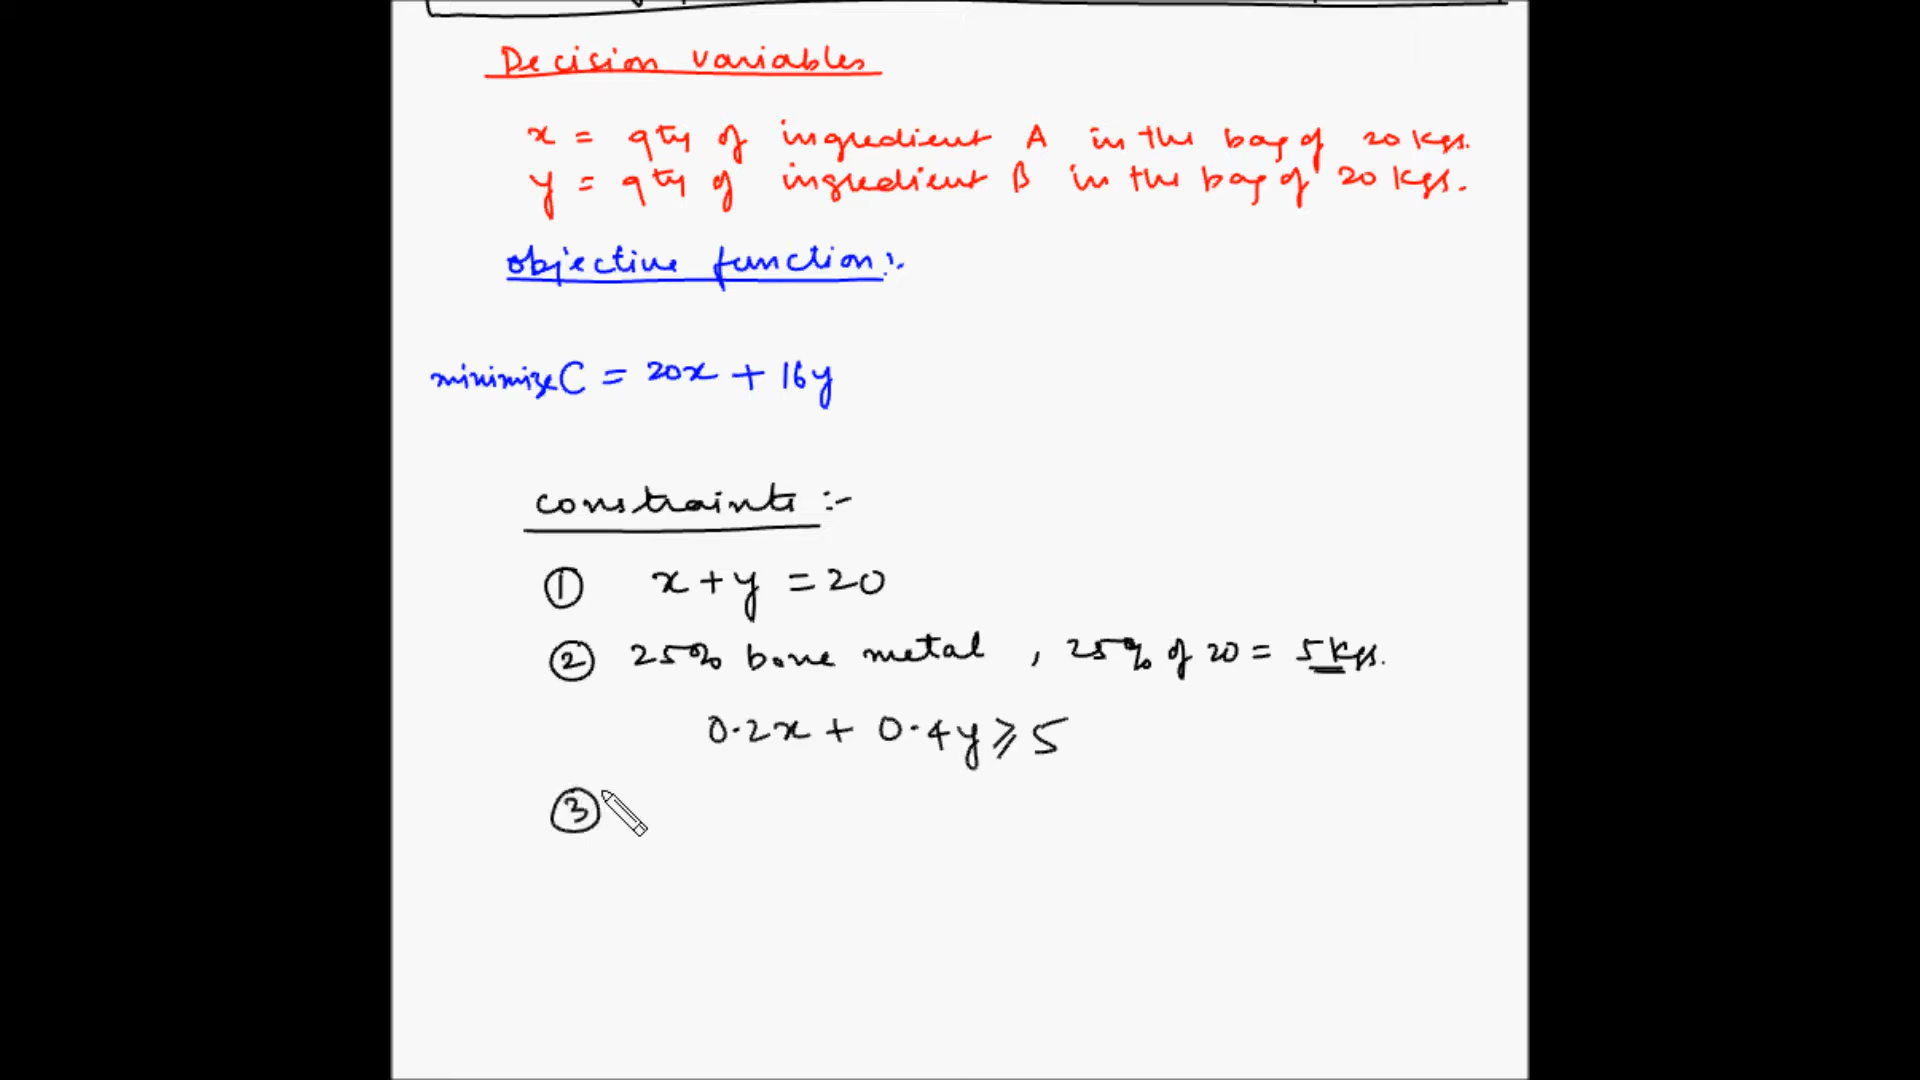 Decision variables
x = qty of ingredient A in the bag of 20 kgs.
y = qty of ingredient B in the bag of 20 kgs.
objective function :-
minimize C = 20x + 16y
constraints :-
① x + y = 20
② 25% bone metal , 25% of 20 = 5 kgs.
0.2x + 0.4y ⩾ 5
③